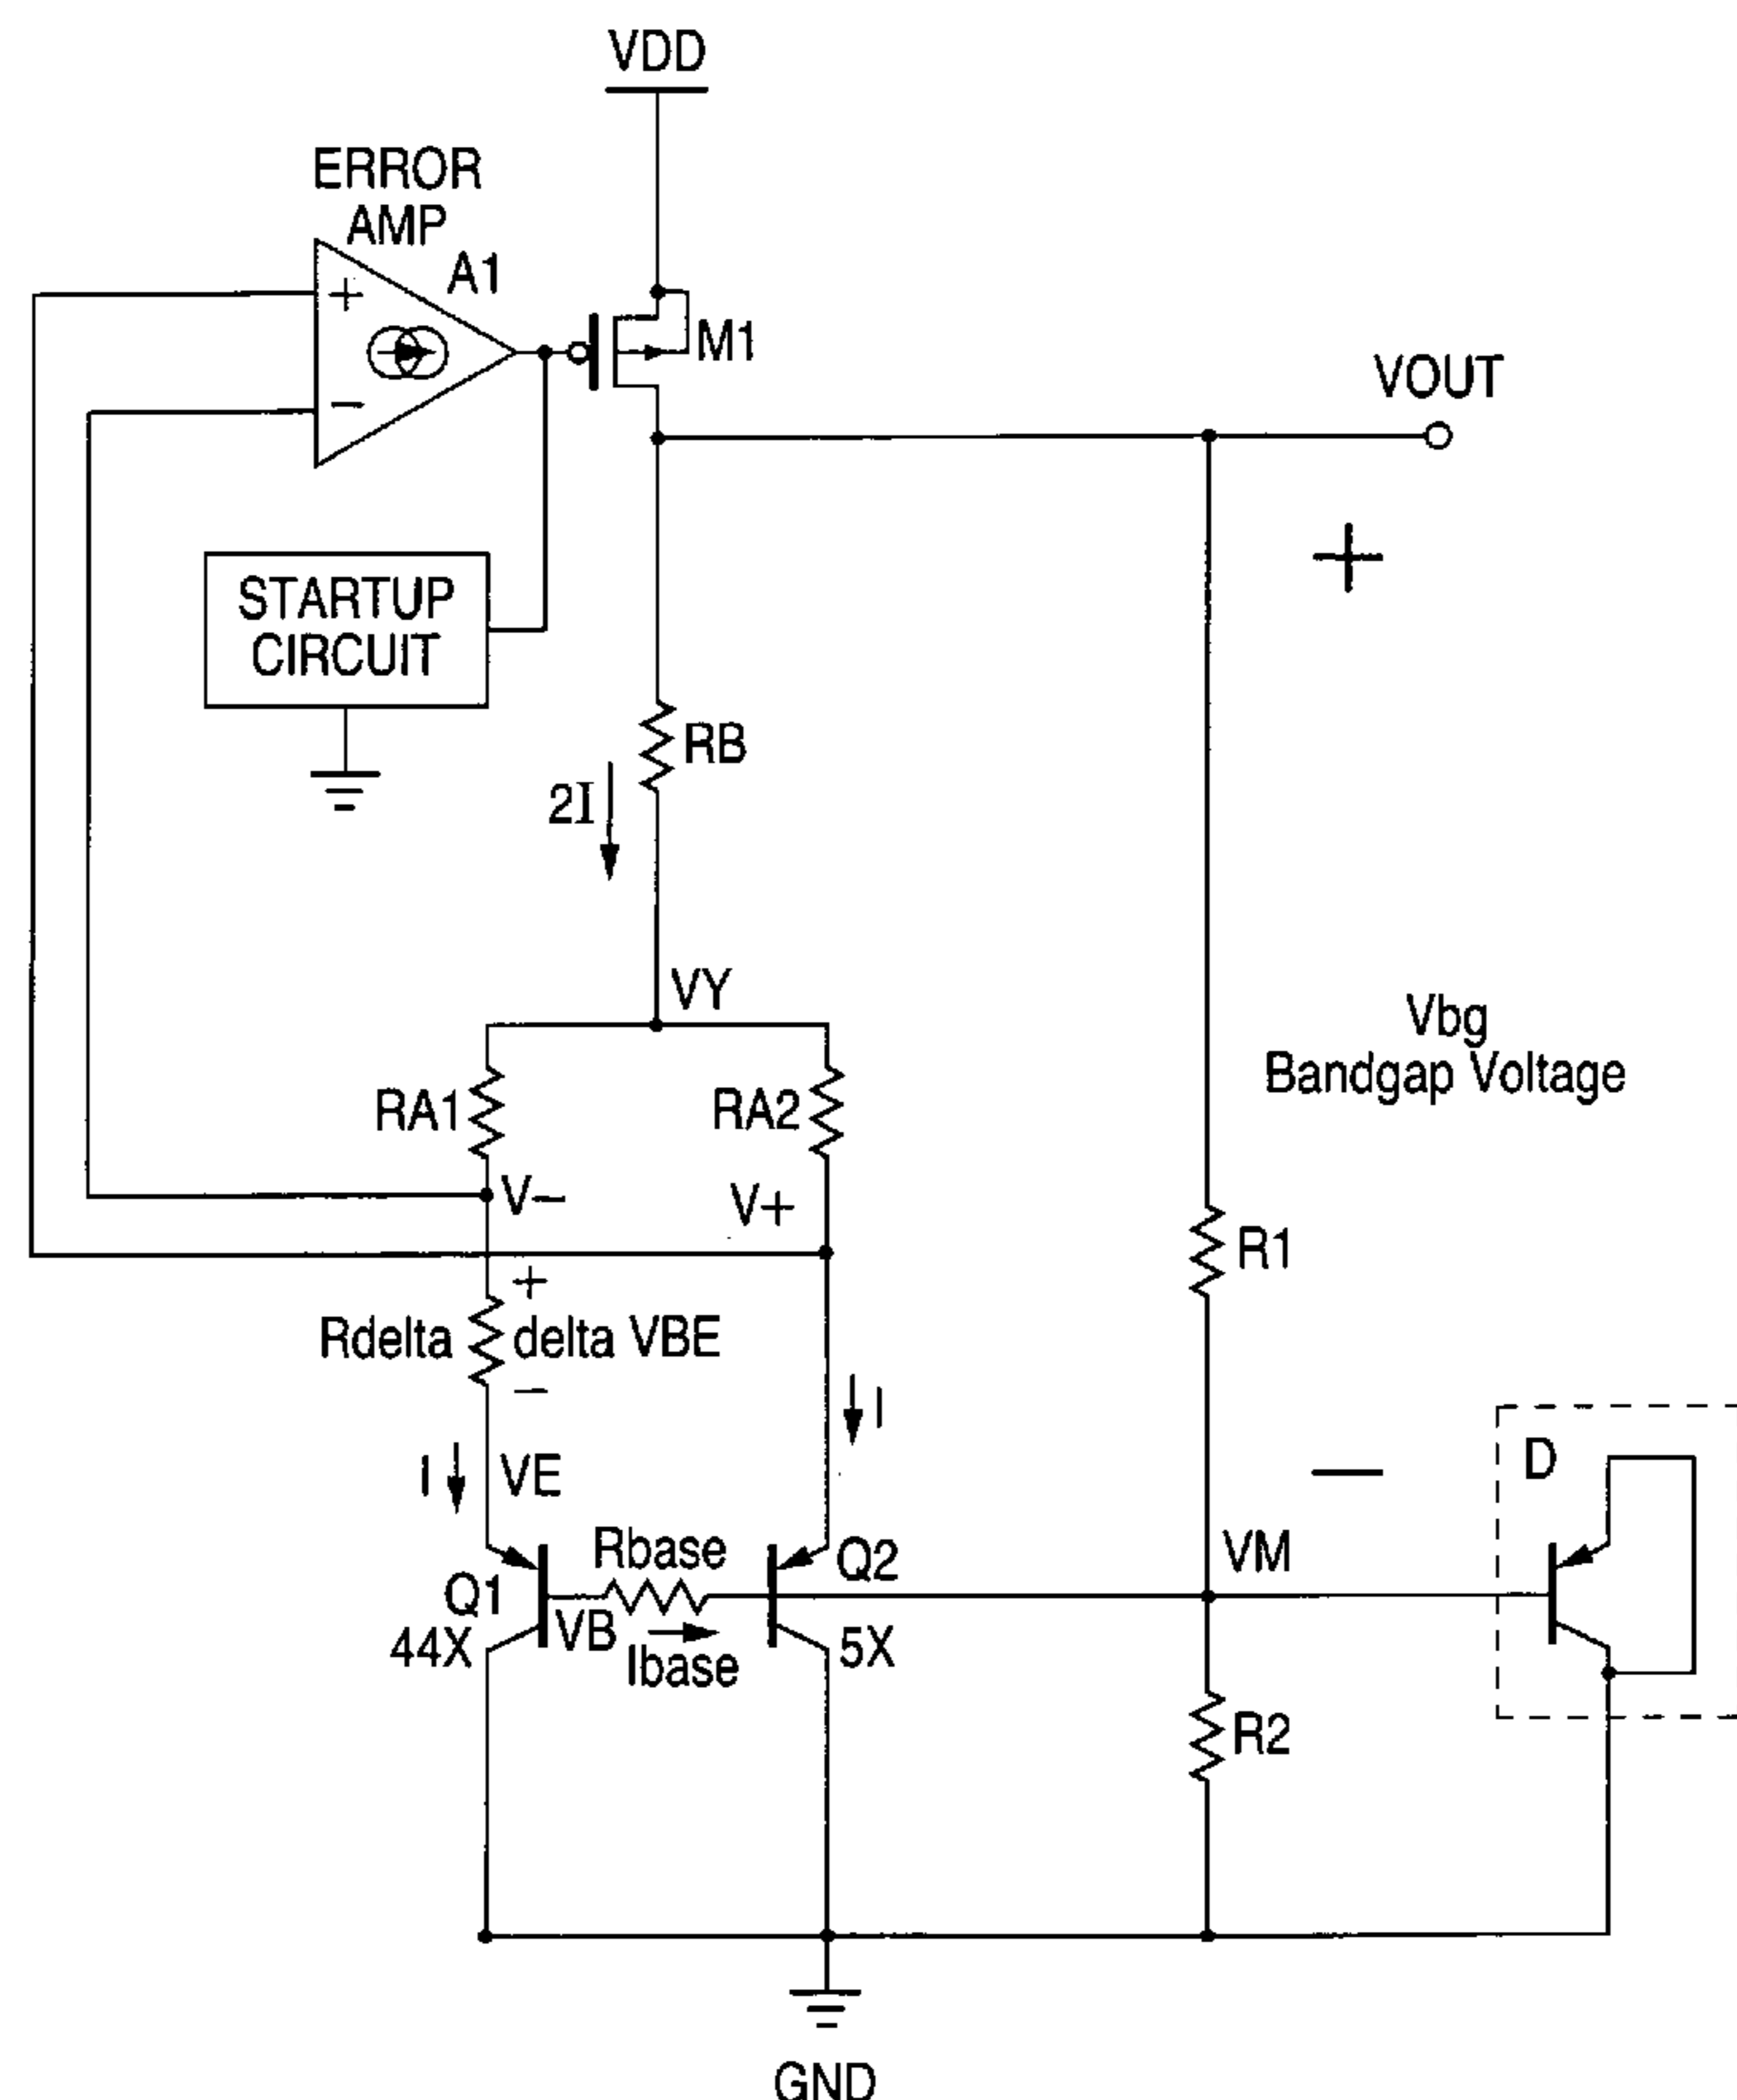 VDD
ERROR
AMP
A1
+
M1
−
VOUT
+
STARTUP
CIRCUIT
RB
2I
VY
Vbg
Bandgap Voltage
RA1
RA2
V−
V+
R1
+
Rdelta
delta VBE
−
I
I
VE
−
D
Rbase
Q2
VM
Q1
VB
44X
Ibase
5X
R2
GND